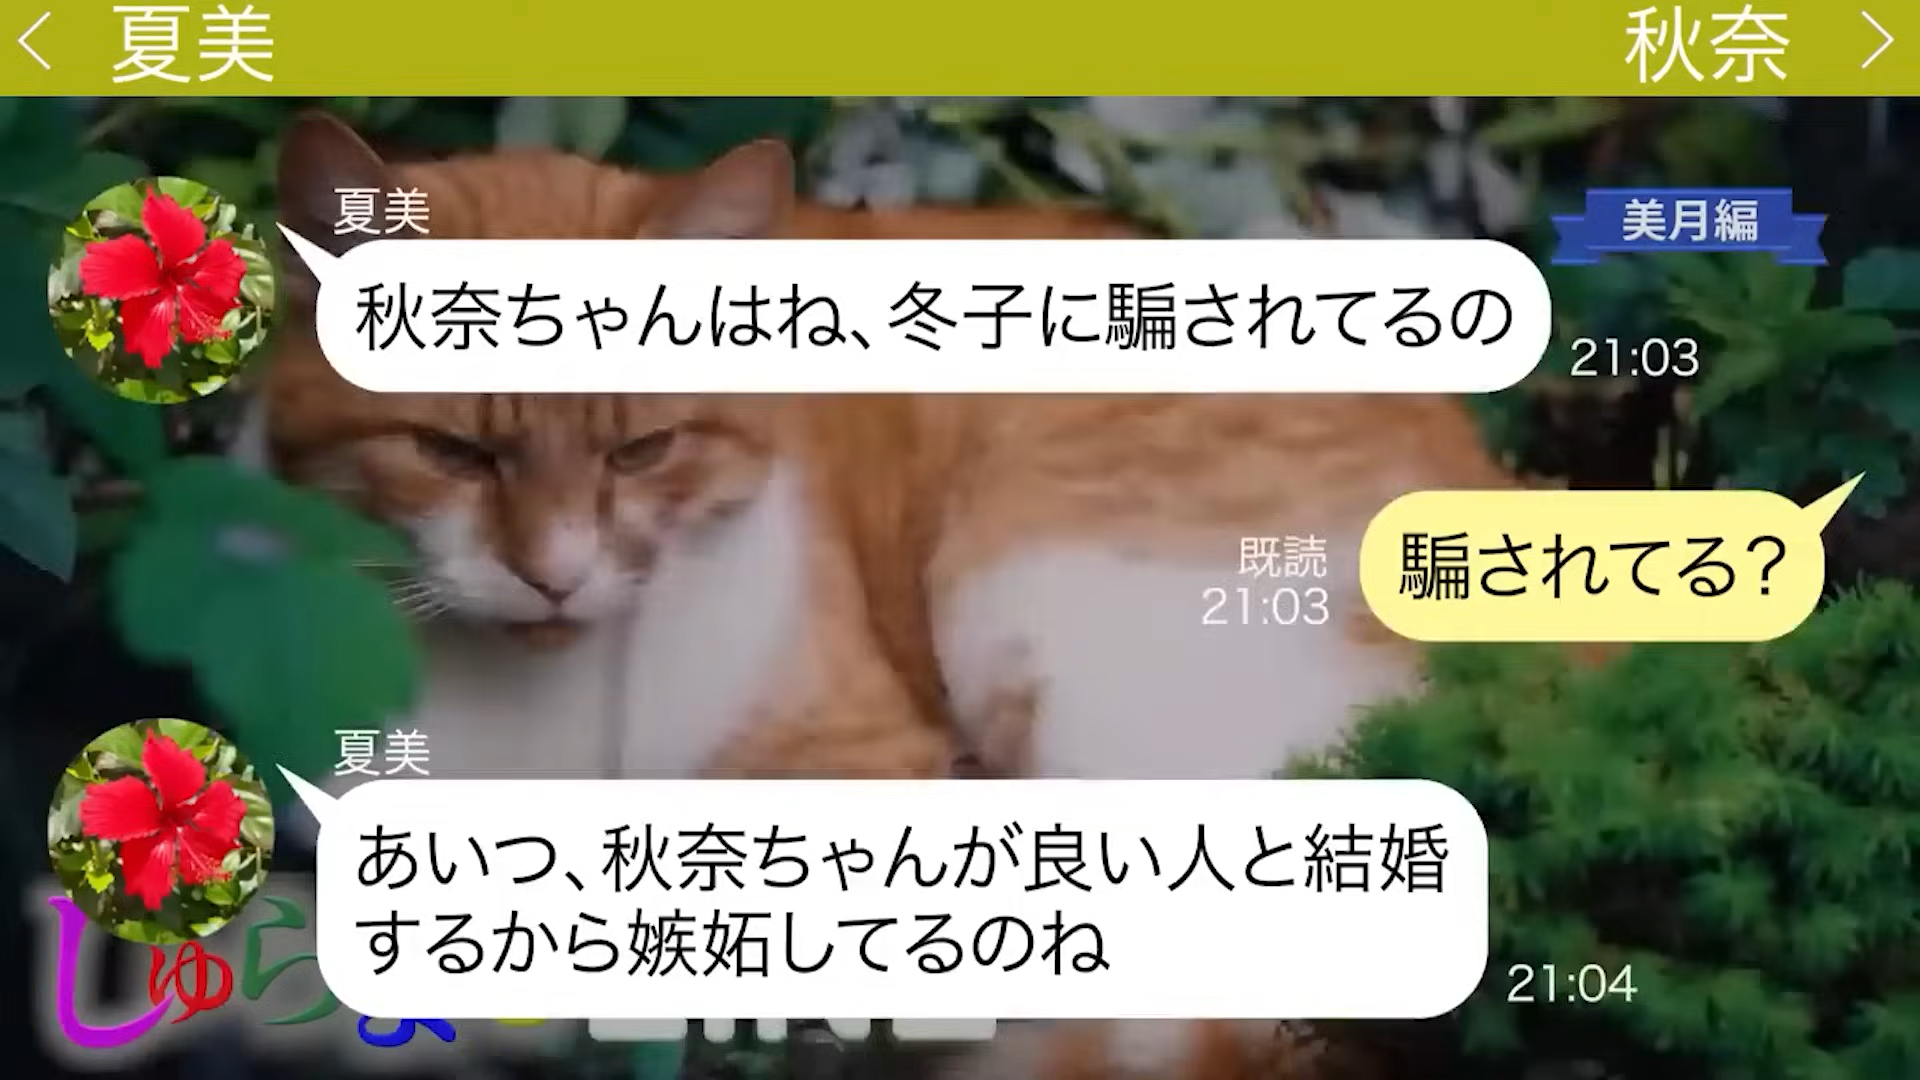 夏美
秋奈
夏美
美月編
秋奈ちゃんはね、冬子に騙されてるの
21:03
騙されてる?
既読
21:03
夏美
あいつ、秋奈ちゃんが良い人と結婚
するから嫉妬してるのね
21:04
しゅら